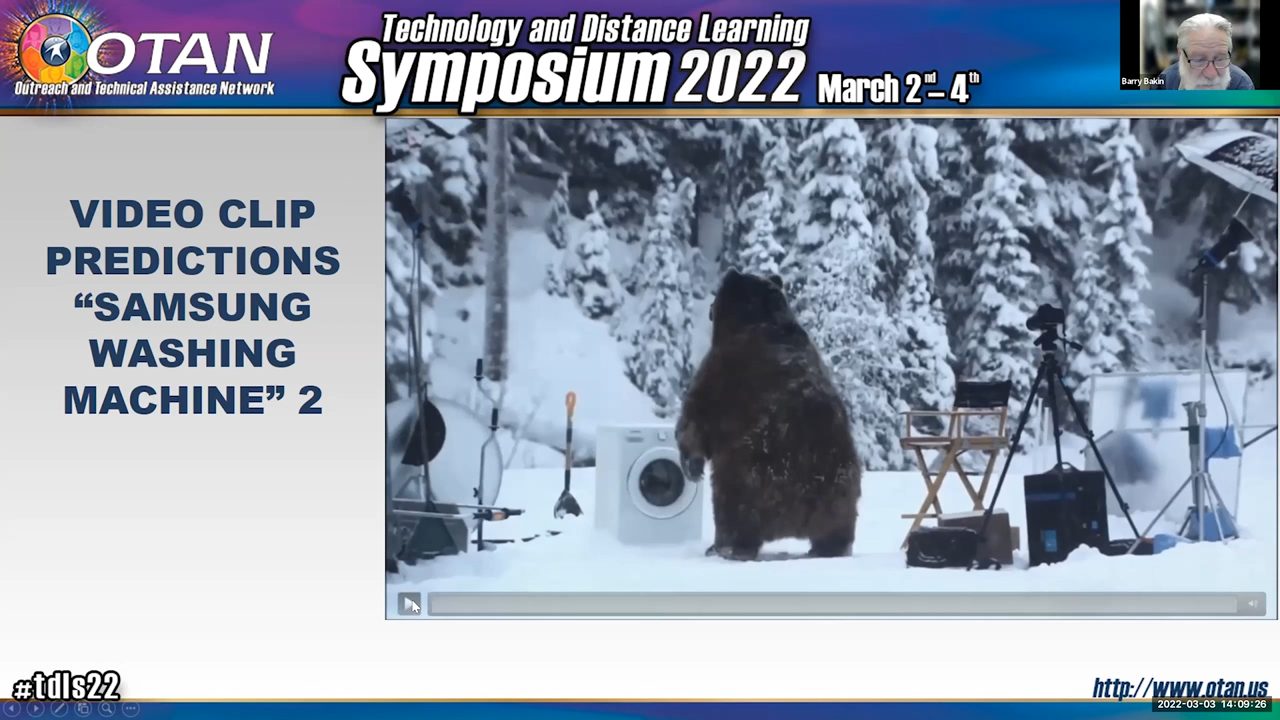 OTAN
Outreach and Technical Assistance Network
Technology and Distance Learning
Symposium 2022 March 2nd – 4th
Barry Bakin
VIDEO CLIP
PREDICTIONS
“SAMSUNG
WASHING
MACHINE” 2
#tdls22
http://www.otan.us
2022-03-03 14:09:26